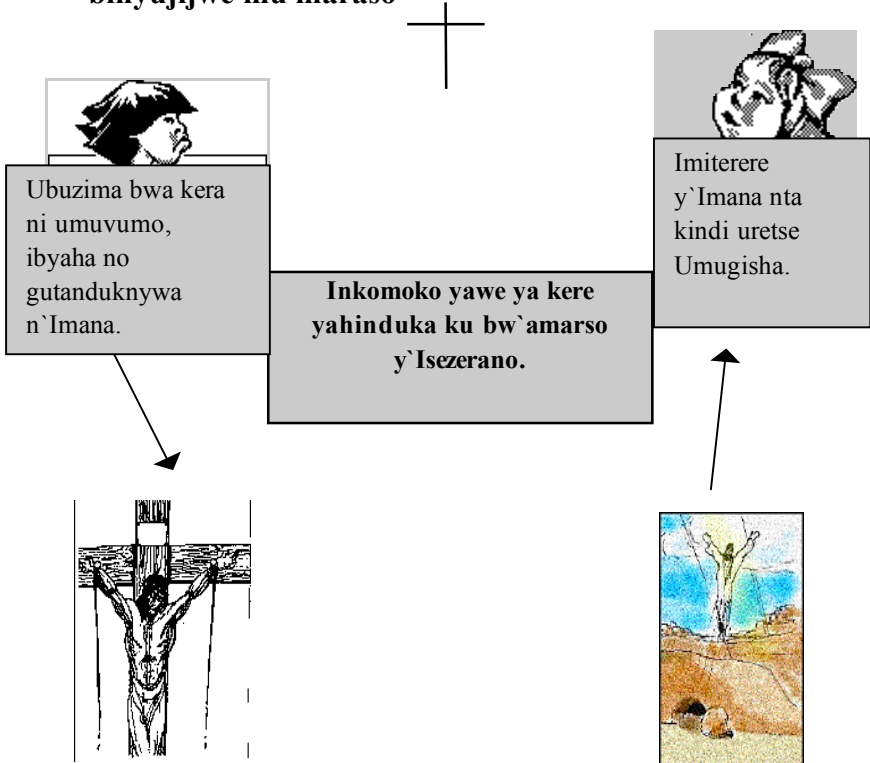 Ubuzima bwa kera
ni umuvumo,
ibyaha no
gutanduknywa
n`Imana.
Imiterere
y`Imana nta
kindi uretse
Umugisha.
Inkomoko yawe ya kere
yahinduka ku bw`amarso
y`Isezerano.